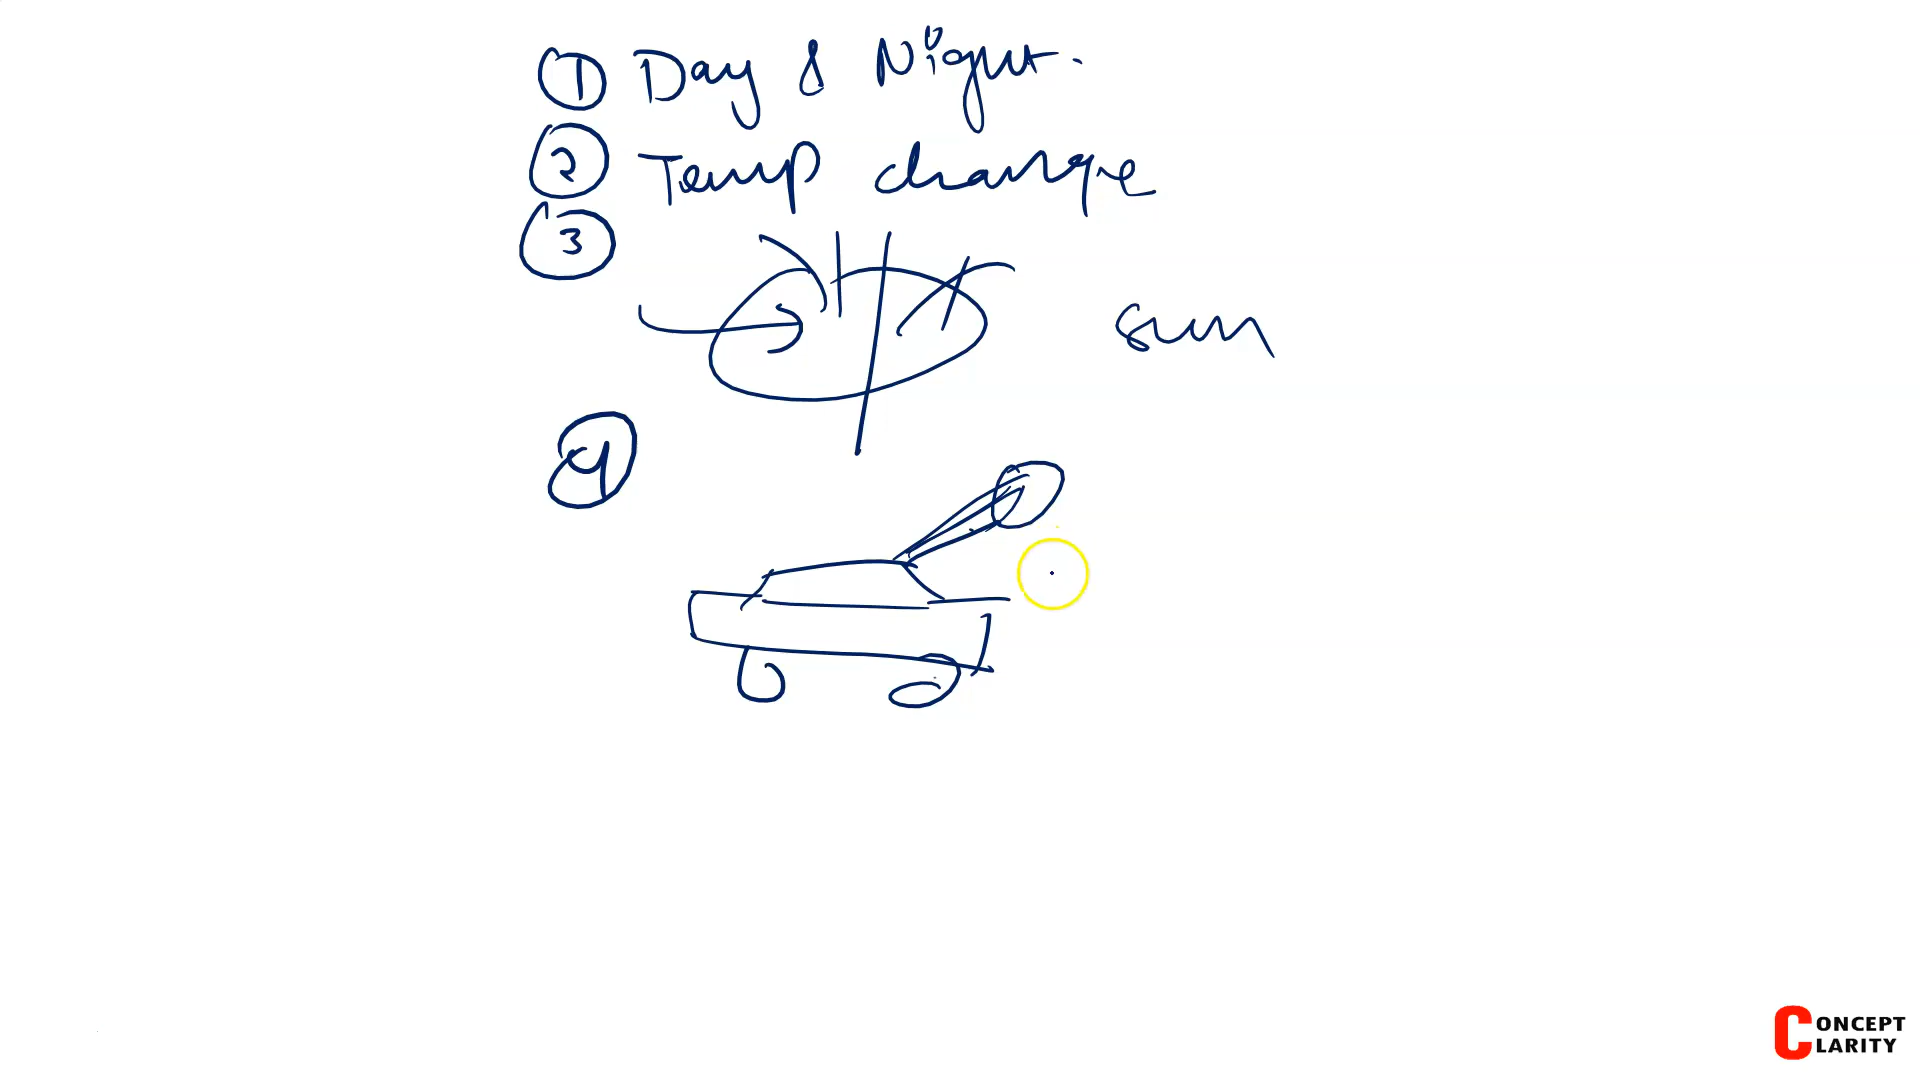 ① Day & Night.
② Temp change
③
sun
④
CONCEPT
CLARITY